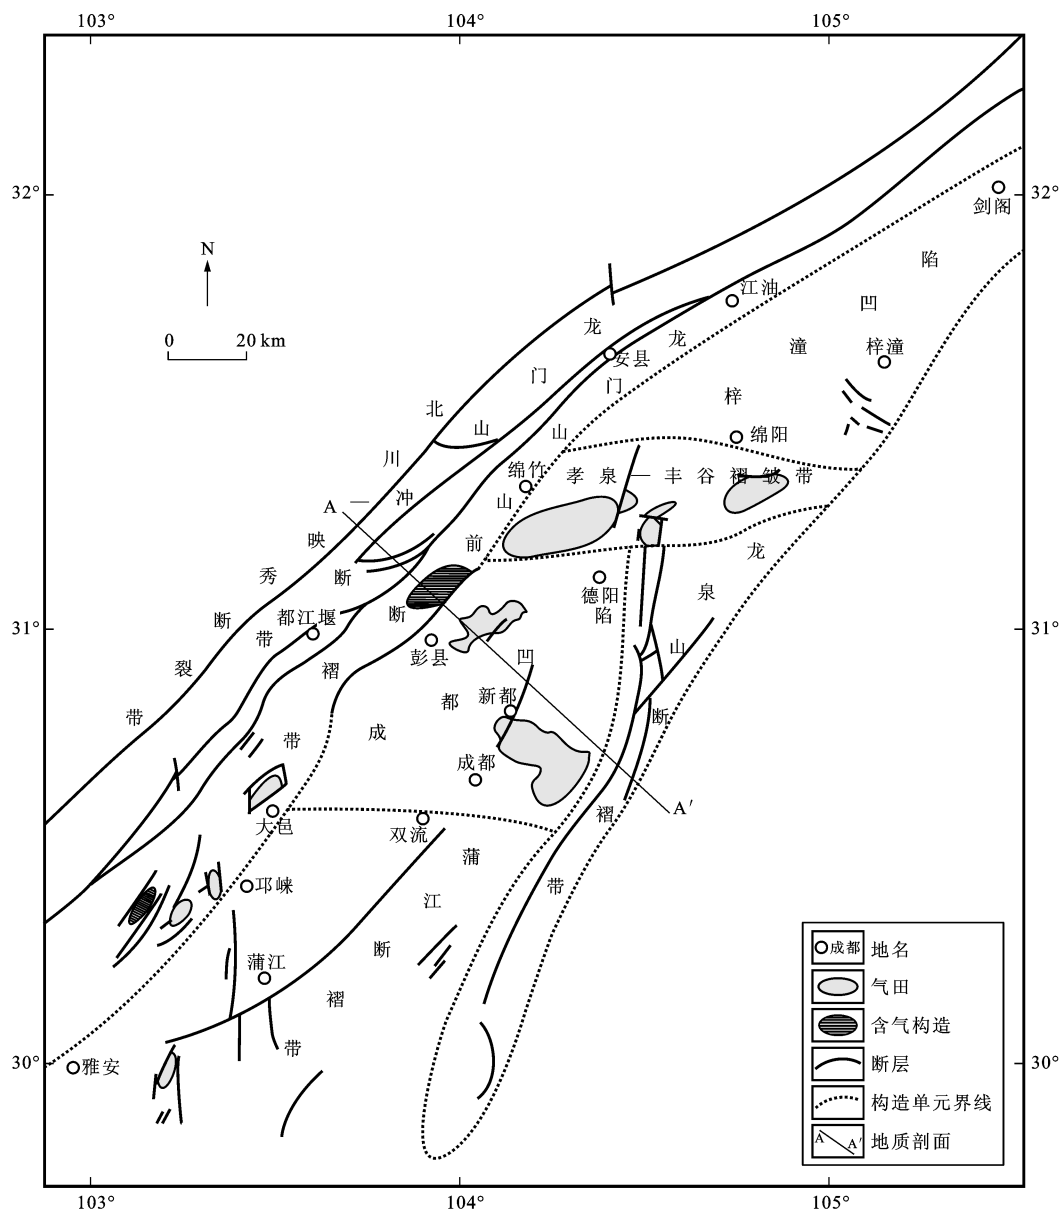 103°
104°
105°
32°
32°
31°
31°
30°
30°
103°
104°
105°
N
0
20 km
剑阁
江油
安县
梓潼
绵阳
绵竹
德阳
都江堰
彭县
新都
成都
大邑
双流
邛崃
蒲江
雅安
北川—映秀断裂带
龙门山冲断带
龙门山山前断褶带
梓潼凹陷
孝泉—丰谷褶皱带
成都凹陷
龙泉山断褶带
蒲江断褶带
A
A′
成都
地名
气田
含气构造
断层
构造单元界线
A
A′
地质剖面